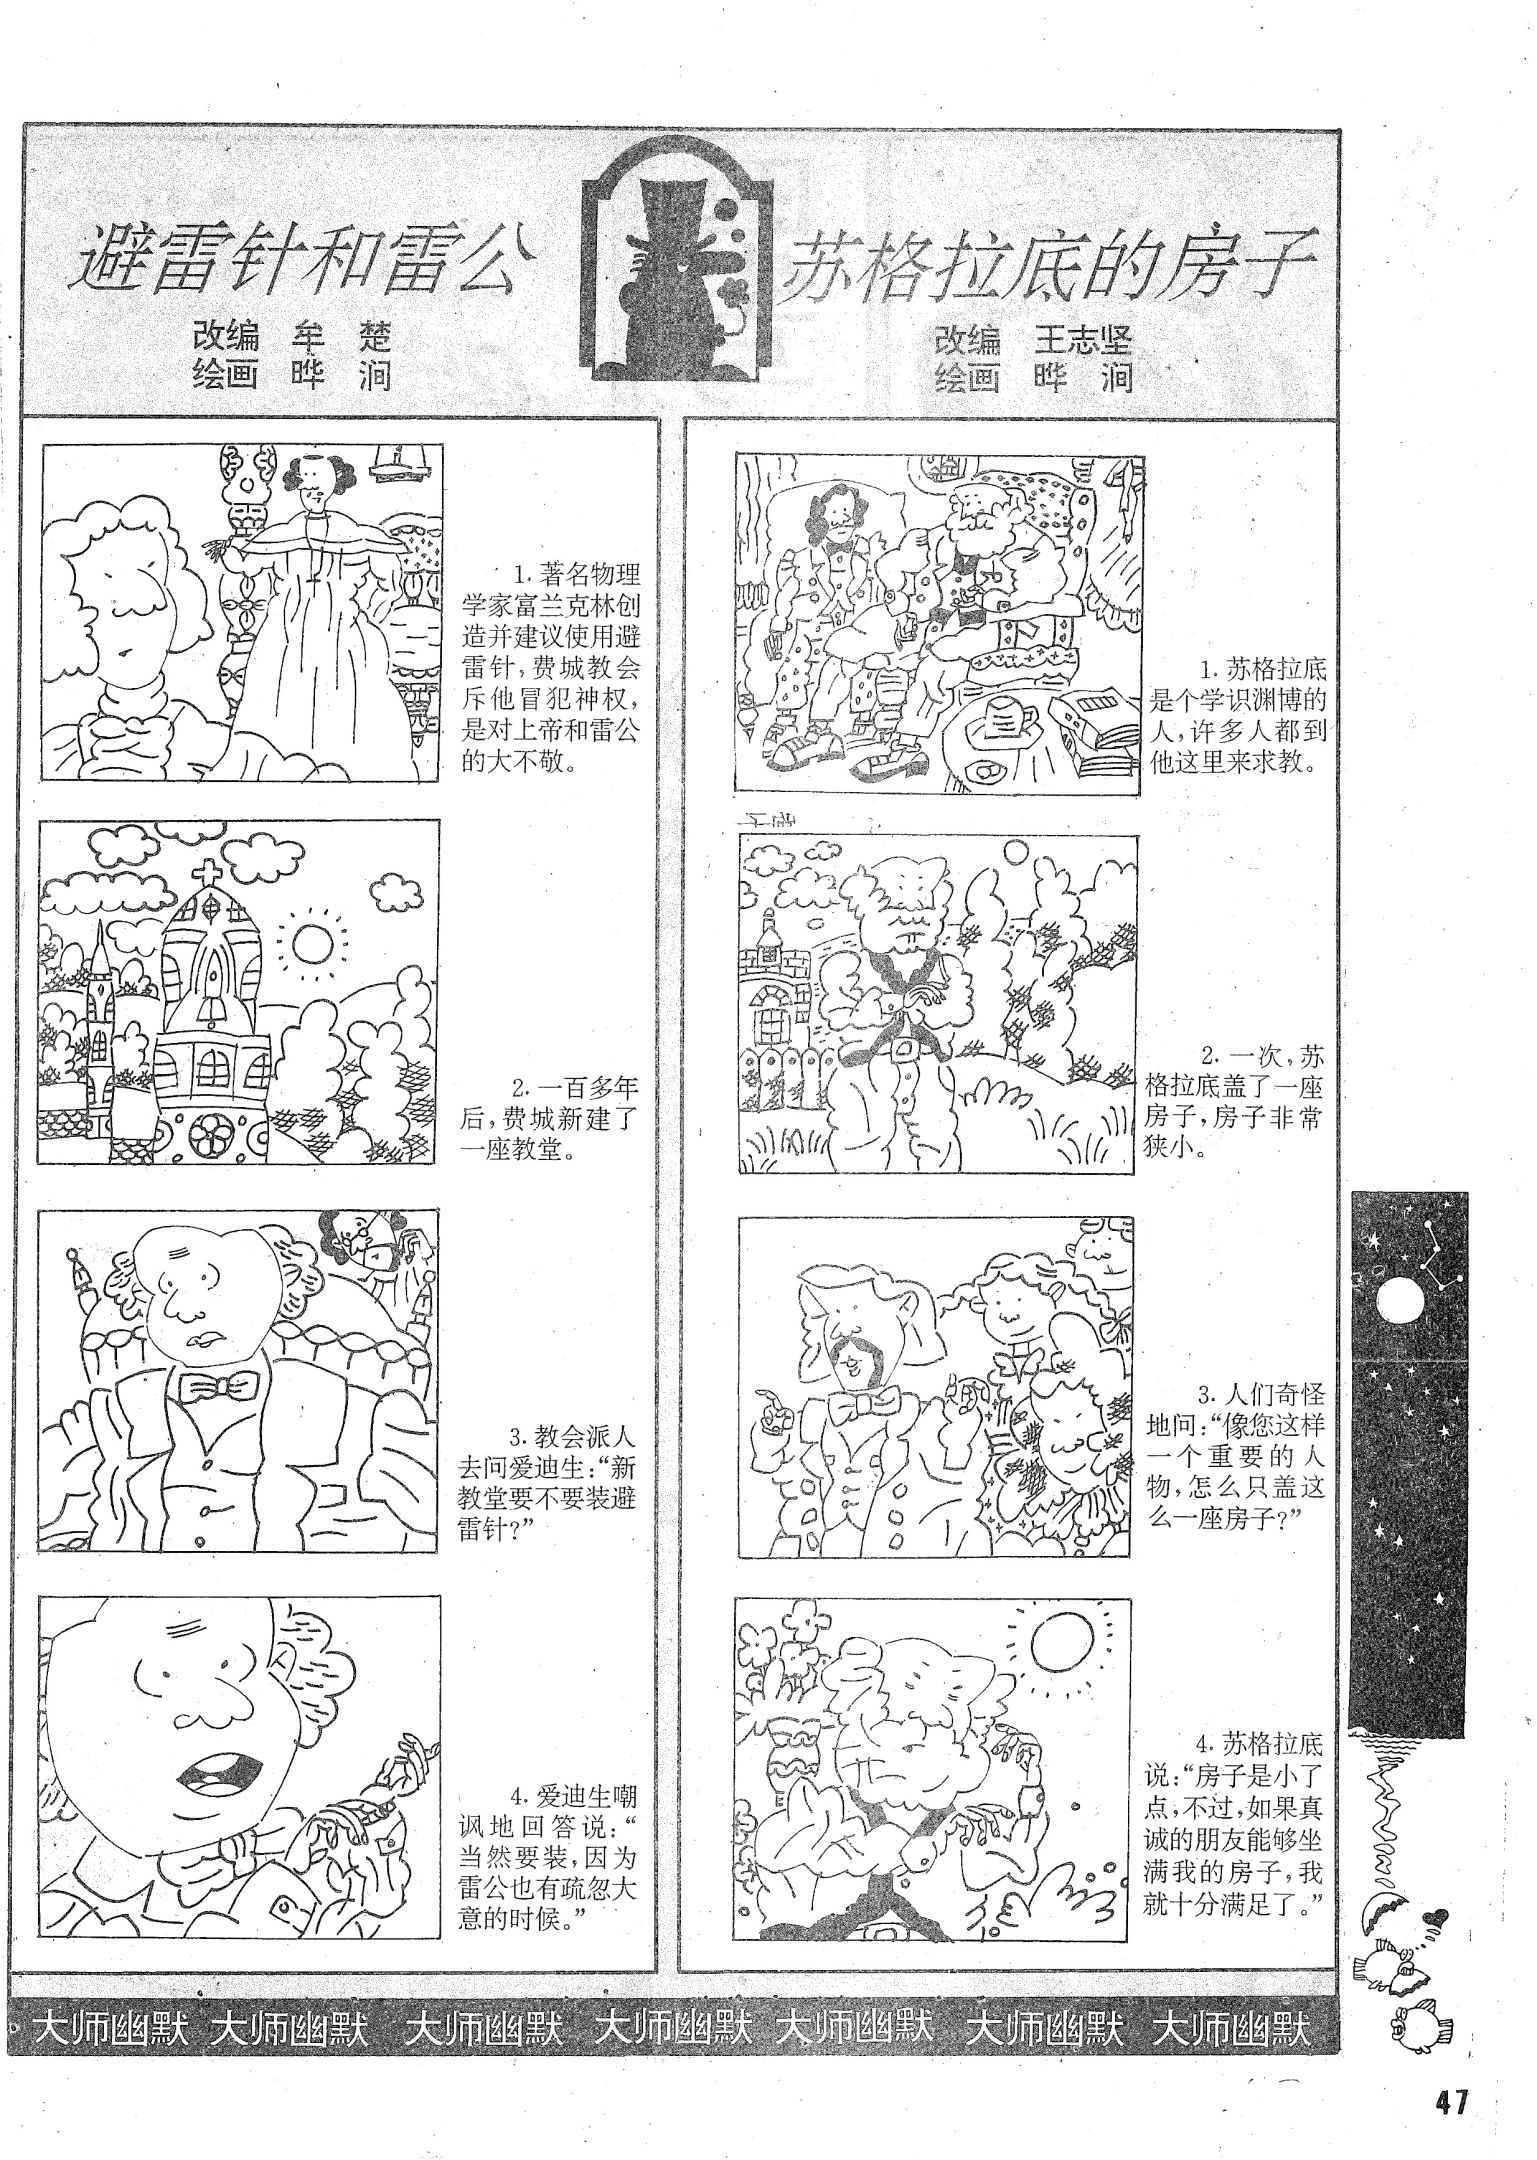 避雷针和雷公
改编 牟 楚
绘画 晔 涧
苏格拉底的房子
改编 王志坚
绘画 晔 涧
1. 著名物理
学家富兰克林创
造并建议使用避
雷针，费城教会
斥他冒犯神权，
是对上帝和雷公
的大不敬。
2. 一百多年
后，费城新建了
一座教堂。
3. 教会派人
去问爱迪生：“新
教堂要不要装避
雷针？”
4. 爱迪生嘲
讽地回答说：“
当然要装，因为
雷公也有疏忽大
意的时候。”
1. 苏格拉底
是个学识渊博的
人，许多人都到
他这里来求教。
2. 一次，苏
格拉底盖了一座
房子，房子非常
狭小。
3. 人们奇怪
地问：“像您这样
一个重要的人
物，怎么只盖这
么一座房子？”
4. 苏格拉底
说：“房子是小了
点，不过，如果真
诚的朋友能够坐
满我的房子，我
就十分满足了。”
大师幽默 大师幽默 大师幽默 大师幽默 大师幽默 大师幽默 大师幽默
47